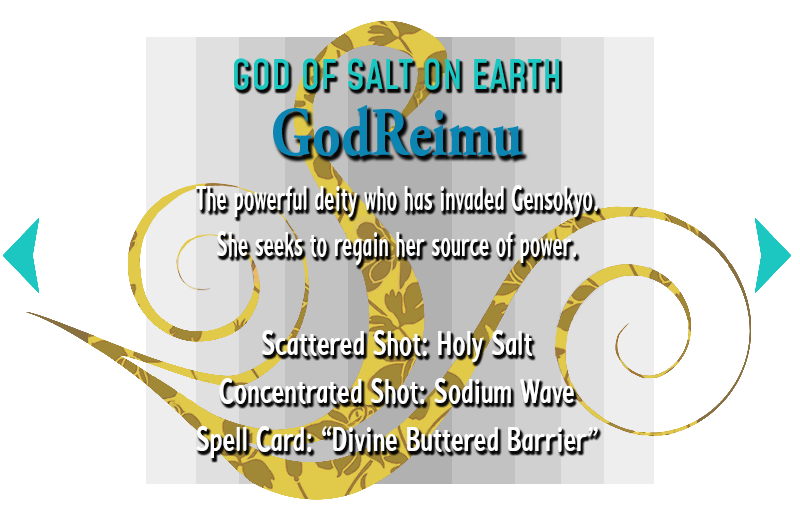 GOD OF SALT ON EARTH
GodReimu
The powerful deity who has invaded Gensokyo.
She seeks to regain her source of power.
Scattered Shot: Holy Salt
Concentrated Shot: Sodium Wave
Spell Card: “Divine Buttered Barrier”